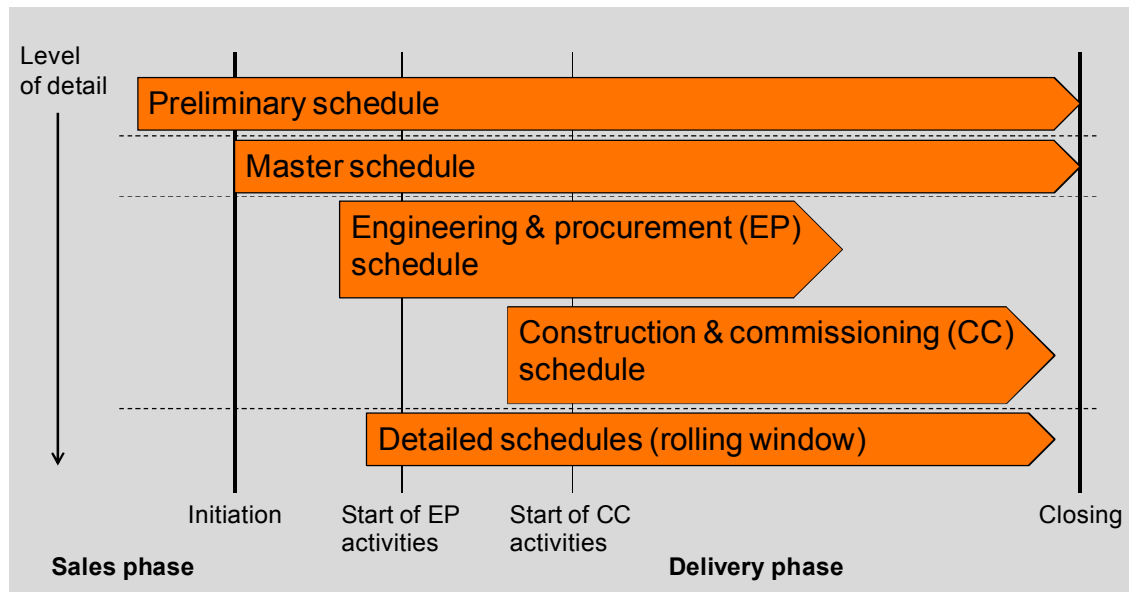 Level
of detail
Preliminary schedule
Master schedule
Engineering & procurement (EP)
schedule
Construction & commissioning (CC)
schedule
Detailed schedules (rolling window)
Initiation
Start of EP
activities
Start of CC
activities
Closing
Sales phase
Delivery phase